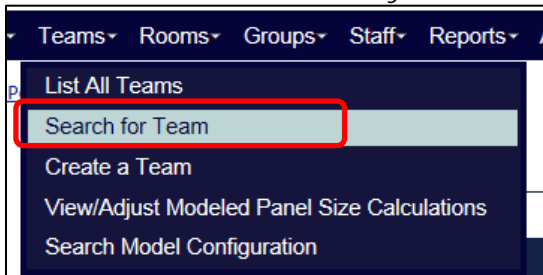 Teams Rooms Groups Staff Reports
List All Teams
Search for Team
Create a Team
View/Adjust Modeled Panel Size Calculations
Search Model Configuration